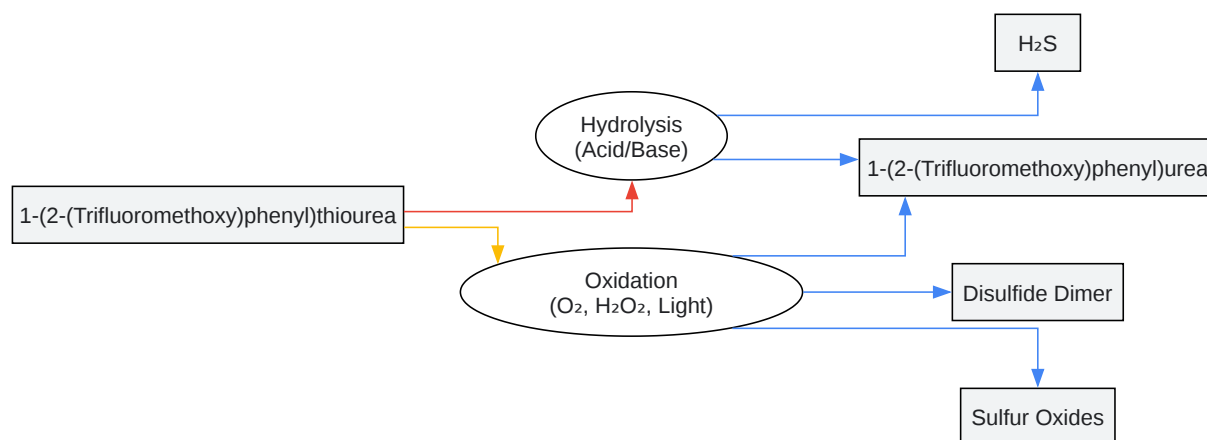 H₂S
Hydrolysis
(Acid/Base)
1-(2-(Trifluoromethoxy)phenyl)urea
1-(2-(Trifluoromethoxy)phenyl)thiourea
Oxidation
(O₂, H₂O₂, Light)
Disulfide Dimer
Sulfur Oxides